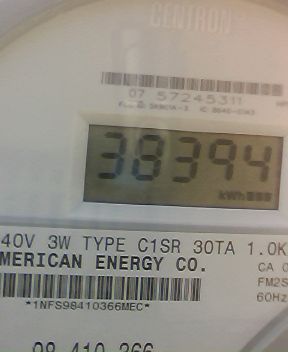 CENTRON
07 57245311
38394
kWh
40V 3W TYPE C1SR 30TA 1.0K
MERICAN ENERGY CO.
CA 0
FM2S
60Hz
*1NFS98410366MEC*
98 410 366